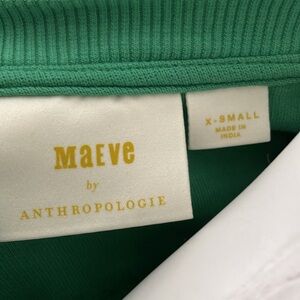 MaEve
by
ANTHROPOLOGIE
X-SMALL
MADE IN
INDIA